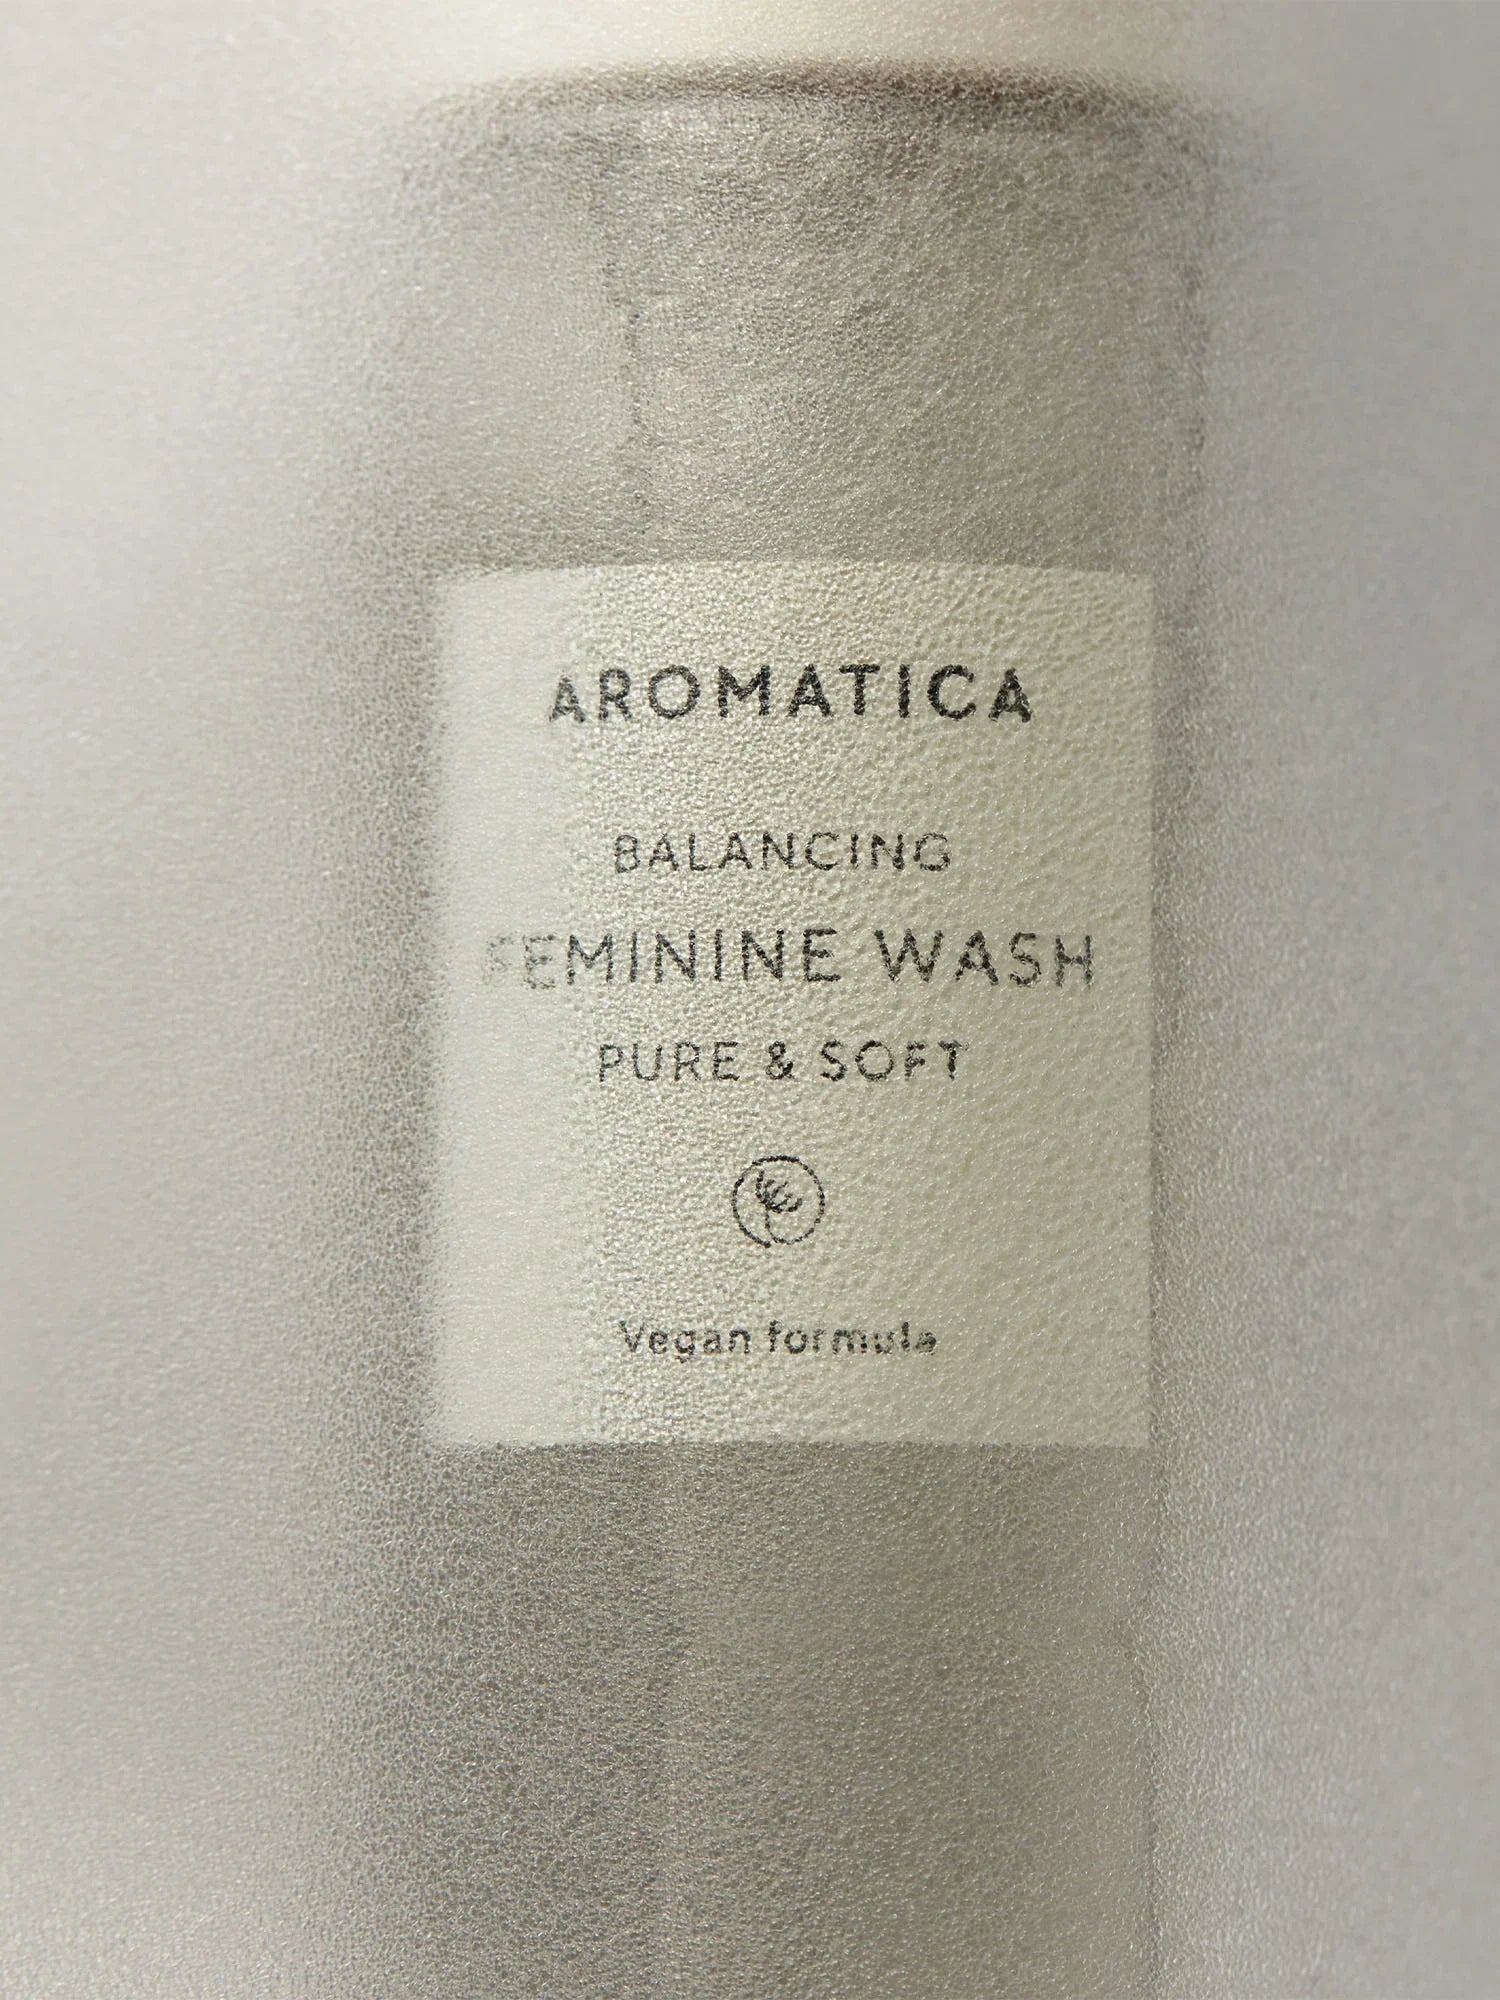 AROMATICA
BALANCING
FEMININE WASH
PURE & SOFT
Vegan formula